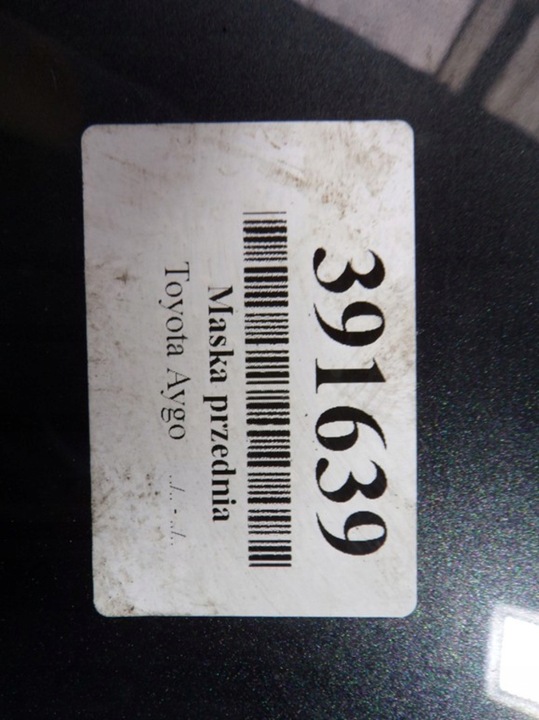 391639
Maska przednia
Toyota Aygo ../.. - ../..